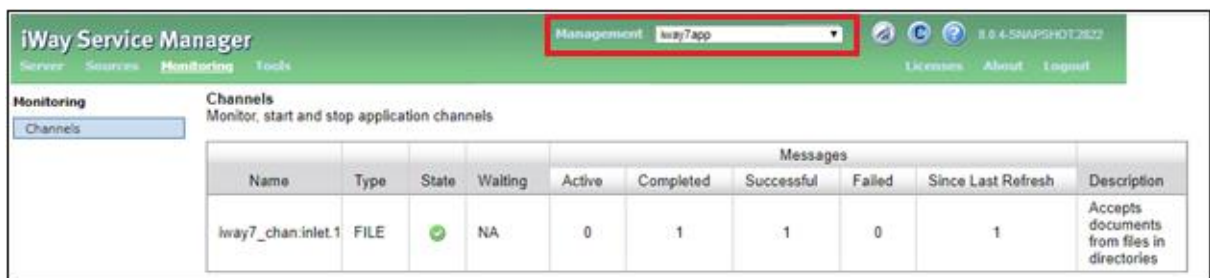 iWay Service Manager
Management iway7app
8.0.4-SNAPSHOT.2822
Server Sources Monitoring Tools
Licenses About Logout
Monitoring
Channels
Channels
Monitor, start and stop application channels
Messages
Name Type State Waiting Active Completed Successful Failed Since Last Refresh Description
iway7_chan:inlet.1 FILE NA 0 1 1 0 1 Accepts
documents
from files in
directories